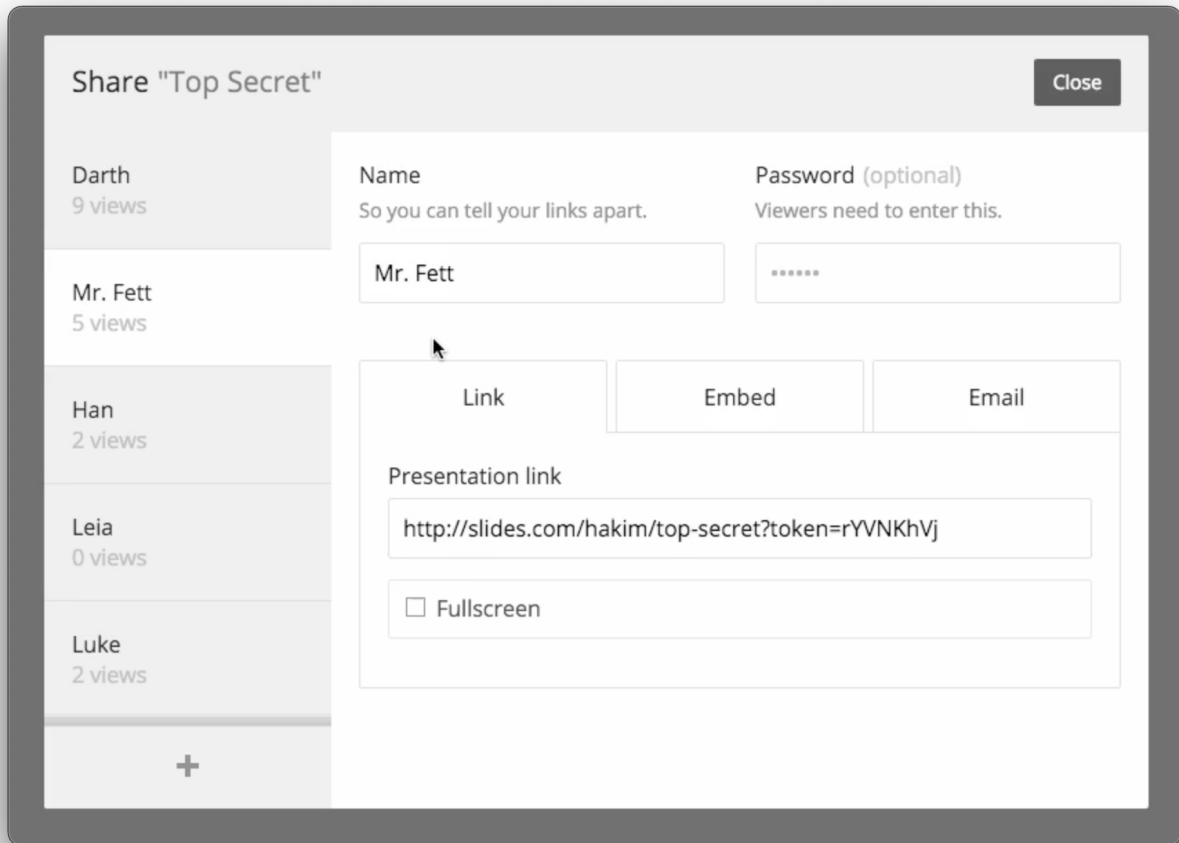 Share "Top Secret"
Close
Darth
9 views
Mr. Fett
5 views
Han
2 views
Leia
0 views
Luke
2 views
+
Name
So you can tell your links apart.
Mr. Fett
Password (optional)
Viewers need to enter this.
••••••
Link
Embed
Email
Presentation link
http://slides.com/hakim/top-secret?token=rYVNKhVj
Fullscreen